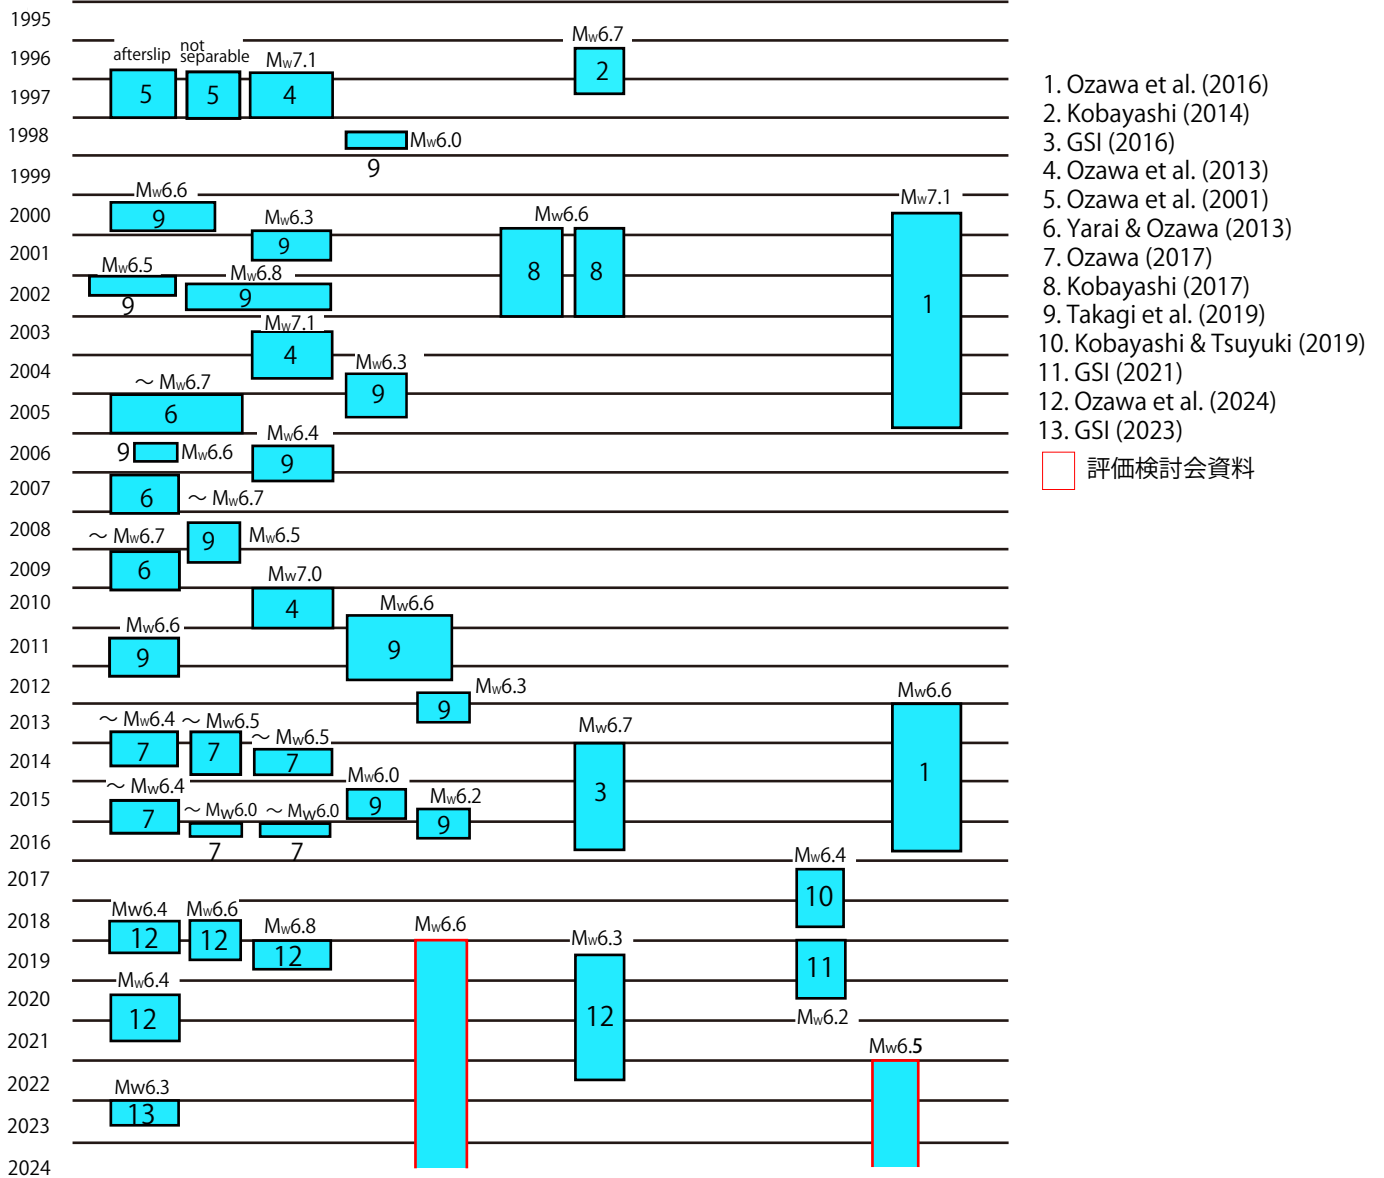 1995
1996
1997
1998
1999
2000
2001
2002
2003
2004
2005
2006
2007
2008
2009
2010
2011
2012
2013
2014
2015
2016
2017
2018
2019
2020
2021
2022
2023
2024
Mw6.7
afterslip
not
separable
Mw7.1
2
5
5
4
Mw6.0
9
Mw6.6
Mw7.1
9
Mw6.3
Mw6.6
9
Mw6.5
Mw6.8
8
8
9
9
1
Mw7.1
4
Mw6.3
～ Mw6.7
9
6
Mw6.4
9
Mw6.6
9
6
～ Mw6.7
～ Mw6.7
9
Mw6.5
6
Mw7.0
4
Mw6.6
Mw6.6
9
9
Mw6.3
Mw6.6
9
～ Mw6.4
～ Mw6.5
～ Mw6.5
Mw6.7
7
7
7
1
～ Mw6.4
Mw6.0
Mw6.2
3
7
～ Mw6.0
～ Mw6.0
9
9
7
7
Mw6.4
10
Mw6.4
Mw6.6
Mw6.8
Mw6.6
Mw6.3
12
12
12
11
Mw6.4
12
12
Mw6.2
Mw6.5
Mw6.3
13
1. Ozawa et al. (2016)
2. Kobayashi (2014)
3. GSI (2016)
4. Ozawa et al. (2013)
5. Ozawa et al. (2001)
6. Yarai & Ozawa (2013)
7. Ozawa (2017)
8. Kobayashi (2017)
9. Takagi et al. (2019)
10. Kobayashi & Tsuyuki (2019)
11. GSI (2021)
12. Ozawa et al. (2024)
13. GSI (2023)
評価検討会資料